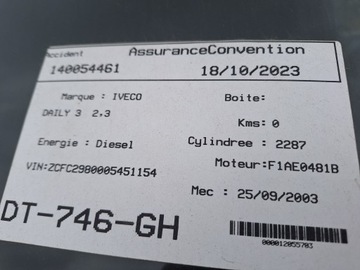 Accident AssuranceConvention
140054461 18/10/2023
Marque : IVECO Boite:
DAILY 3 2,3 Kms: 0
Energie : Diesel Cylindree : 2287
VIN:ZCFC2980005451154 Moteur:F1AE0481B
Mec : 25/09/2003
DT-746-GH
000012055703